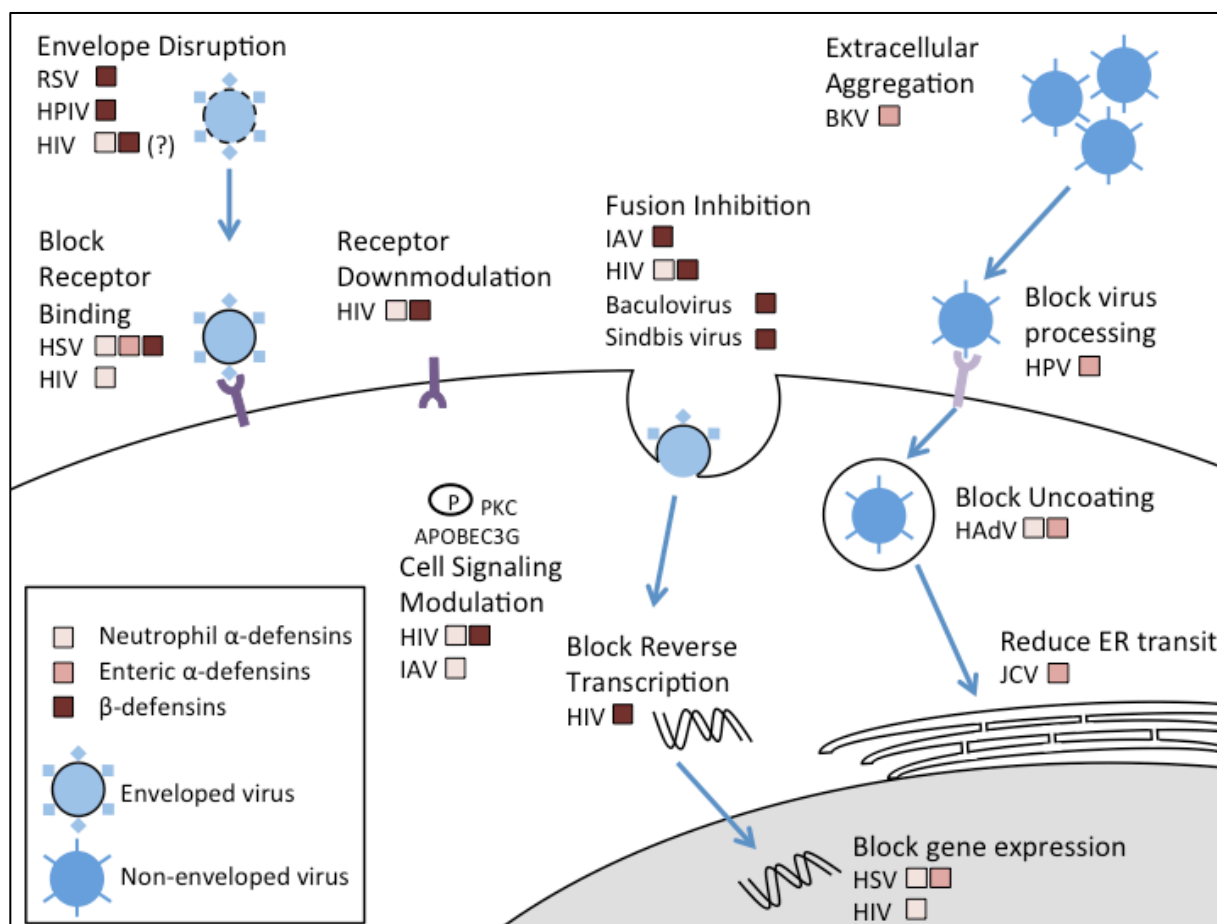 Envelope Disruption
RSV
HPIV
HIV (?)
Extracellular
Aggregation
BKV
Block
Receptor
Binding
HSV
HIV
Receptor
Downmodulation
HIV
Fusion Inhibition
IAV
HIV
Baculovirus
Sindbis virus
Block virus
processing
HPV
P PKC
APOBEC3G
Cell Signaling
Modulation
HIV
IAV
Block Uncoating
HAdV
Block Reverse
Transcription
HIV
Reduce ER transit
JCV
Block gene expression
HSV
HIV
Neutrophil α-defensins
Enteric α-defensins
β-defensins
Enveloped virus
Non-enveloped virus